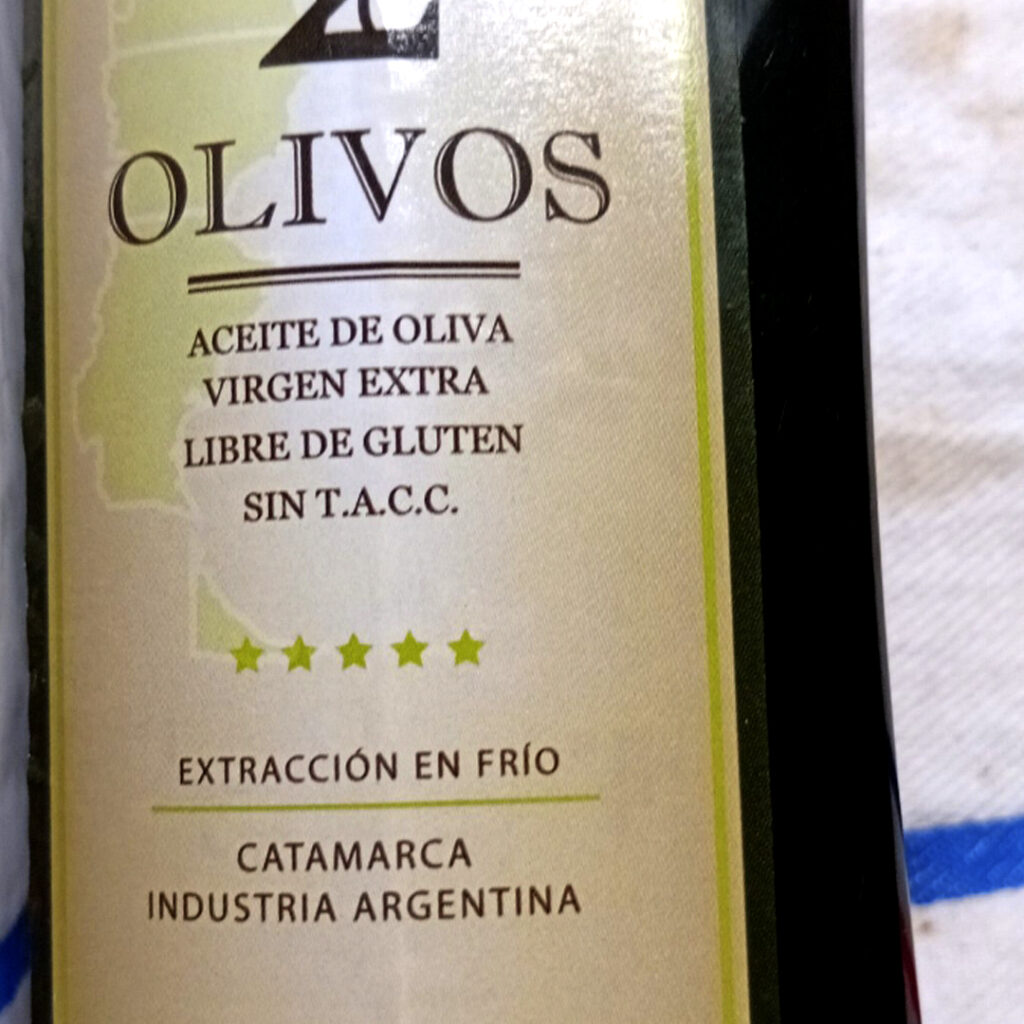 OLIVOS
ACEITE DE OLIVA
VIRGEN EXTRA
LIBRE DE GLUTEN
SIN T.A.C.C.
EXTRACCIÓN EN FRÍO
CATAMARCA
INDUSTRIA ARGENTINA